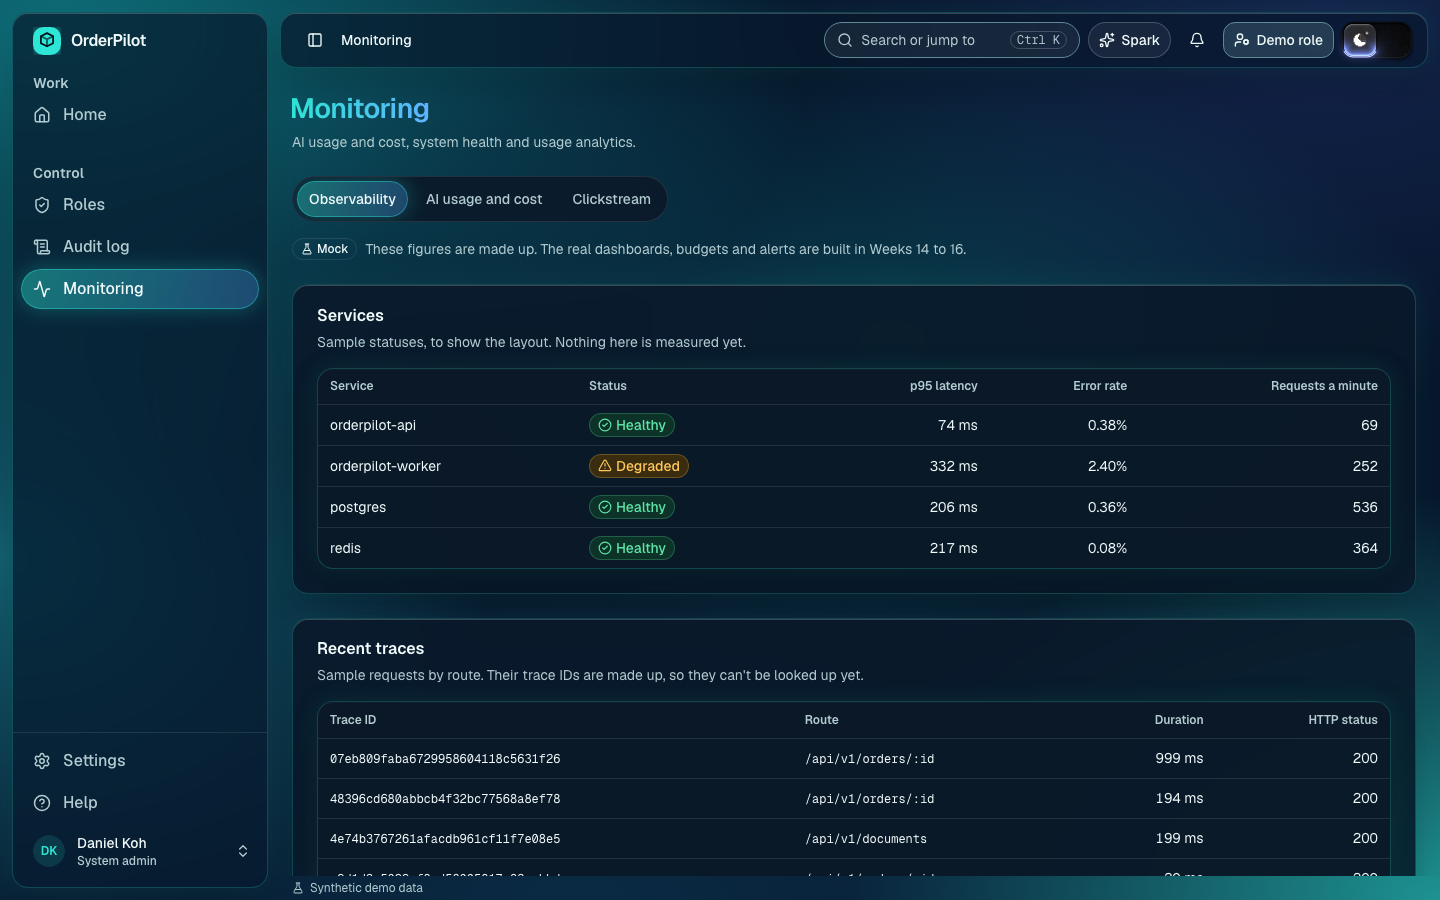 OrderPilot
Work
Home
Control
Roles
Audit log
Monitoring
Settings
Help
DK
Daniel Koh
System admin
Monitoring
Search or jump to
Ctrl K
Spark
Demo role
Monitoring
AI usage and cost, system health and usage analytics.
Observability
AI usage and cost
Clickstream
Mock
These figures are made up. The real dashboards, budgets and alerts are built in Weeks 14 to 16.
Services
Sample statuses, to show the layout. Nothing here is measured yet.
Service Status p95 latency Error rate Requests a minute
orderpilot-api Healthy 74 ms 0.38% 69
orderpilot-worker Degraded 332 ms 2.40% 252
postgres Healthy 206 ms 0.36% 536
redis Healthy 217 ms 0.08% 364
Recent traces
Sample requests by route. Their trace IDs are made up, so they can't be looked up yet.
Trace ID Route Duration HTTP status
07eb809faba6729958604118c5631f26 /api/v1/orders/:id 999 ms 200
48396cd680abbcb4f32bc77568a8ef78 /api/v1/orders/:id 194 ms 200
4e74b3767261afacdb961cf11f7e08e5 /api/v1/documents 199 ms 200
Synthetic demo data